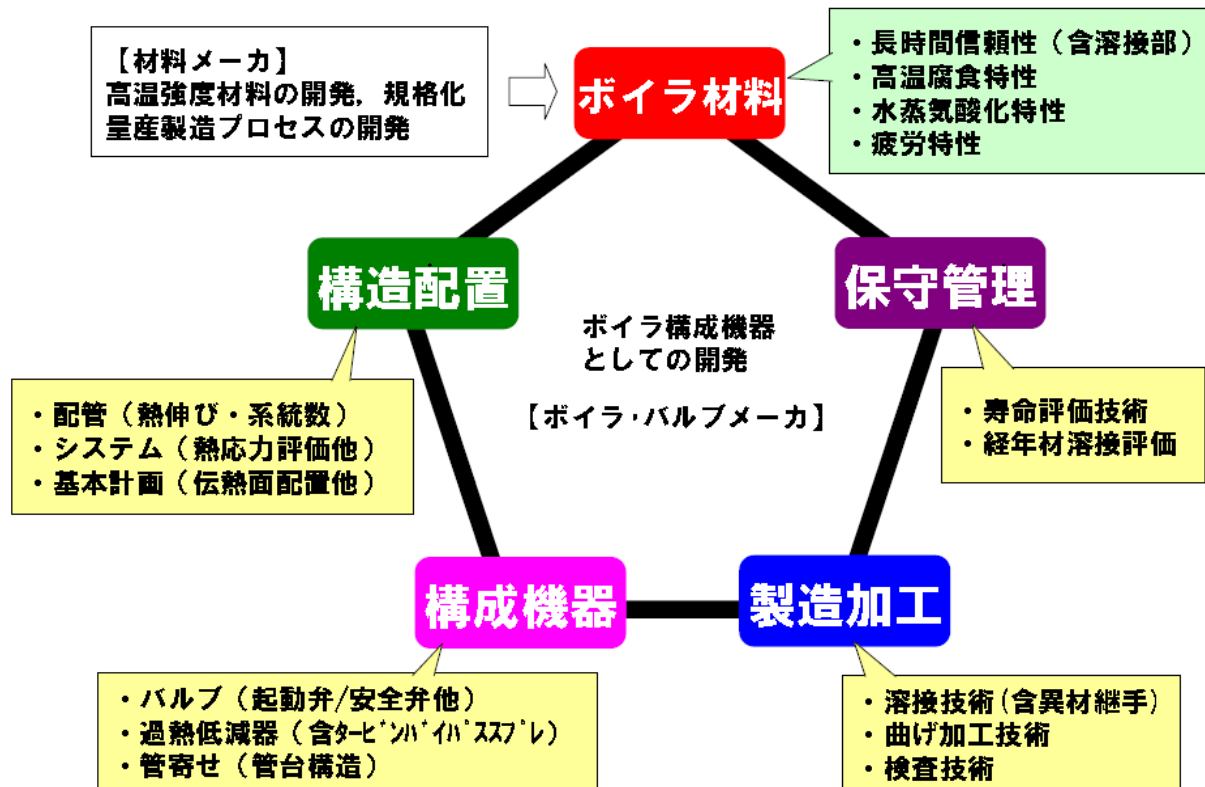 【材料メーカ】
高温強度材料の開発，規格化
量産製造プロセスの開発
ボイラ材料
・長時間信頼性（含溶接部）
・高温腐食特性
・水蒸気酸化特性
・疲労特性
構造配置
保守管理
ボイラ構成機器
としての開発
【ボイラ・バルブメーカ】
・配管（熱伸び・系統数）
・システム（熱応力評価他）
・基本計画（伝熱面配置他）
・寿命評価技術
・経年材溶接評価
構成機器
製造加工
・バルブ（起動弁/安全弁他）
・過熱低減器（含ﾀｰﾋﾞﾝﾊﾞｲﾊﾟｽｽﾌﾟﾚ）
・管寄せ（管台構造）
・溶接技術(含異材継手)
・曲げ加工技術
・検査技術